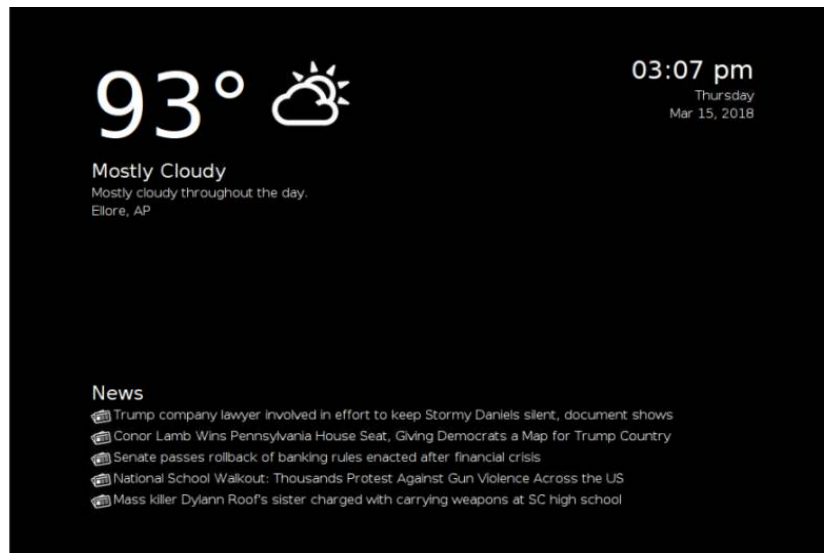 93°
03:07 pm
Thursday
Mar 15, 2018
Mostly Cloudy
Mostly cloudy throughout the day.
Ellore, AP
News
Trump company lawyer involved in effort to keep Stormy Daniels silent, document shows
Conor Lamb Wins Pennsylvania House Seat, Giving Democrats a Map for Trump Country
Senate passes rollback of banking rules enacted after financial crisis
National School Walkout: Thousands Protest Against Gun Violence Across the US
Mass killer Dylann Roof's sister charged with carrying weapons at SC high school